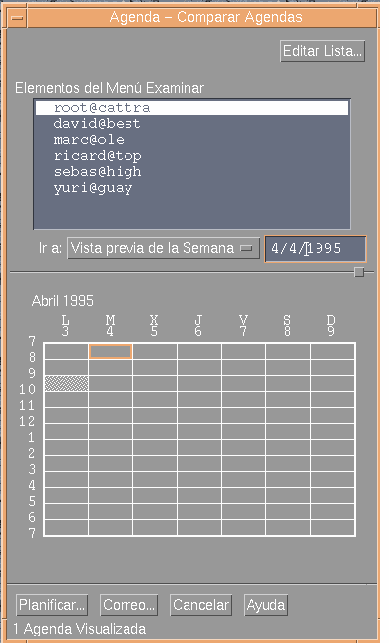 Agenda – Comparar Agendas
Editar Lista...
Elementos del Menú Examinar
root@cattra
david@best
marc@ole
ricard@top
sebas@high
yuri@guay
Ir a: Vista previa de la Semana 4/4/1995
Abril 1995
L M X J V S D
3 4 5 6 7 8 9
7
8
9
10
11
12
1
2
3
4
5
6
7
Planificar... Correo... Cancelar Ayuda
1 Agenda Visualizada